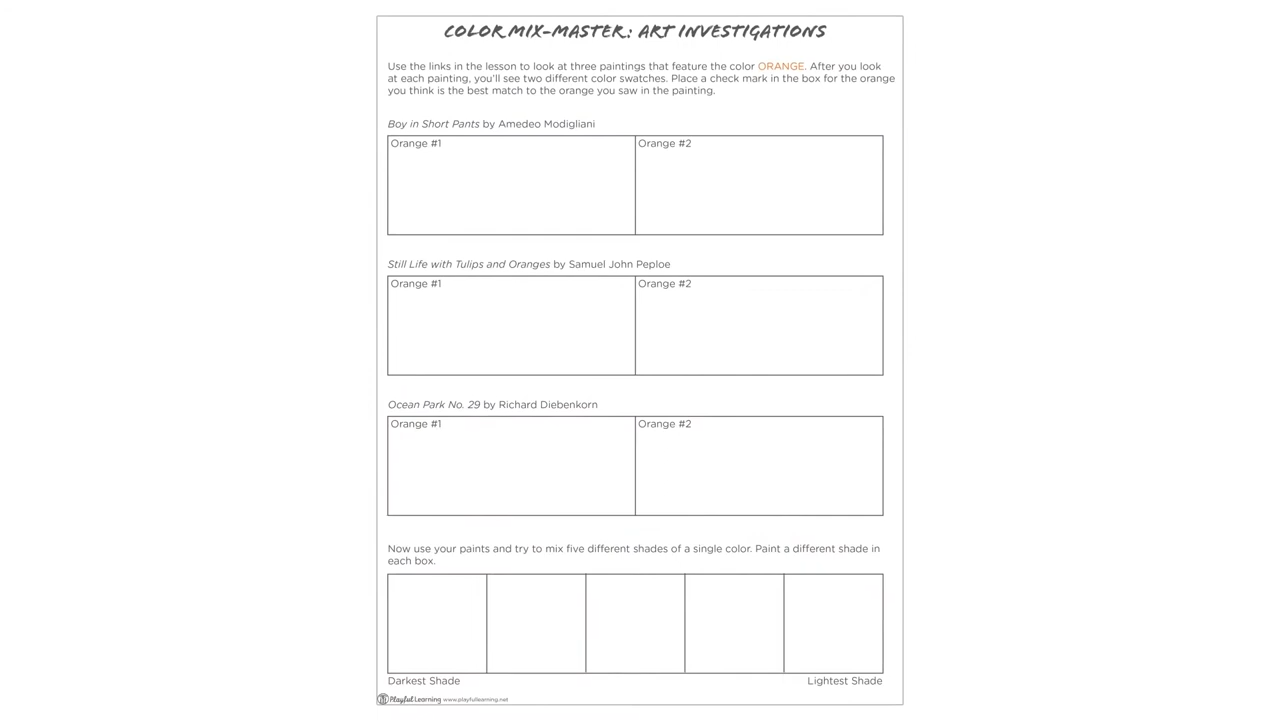 COLOR MIX-MASTER: ART INVESTIGATIONS
Use the links in the lesson to look at three paintings that feature the color ORANGE. After you look
at each painting, you'll see two different color swatches. Place a check mark in the box for the orange
you think is the best match to the orange you saw in the painting.
Boy in Short Pants by Amedeo Modigliani
Orange #1
Orange #2
Still Life with Tulips and Oranges by Samuel John Peploe
Orange #1
Orange #2
Ocean Park No. 29 by Richard Diebenkorn
Orange #1
Orange #2
Now use your paints and try to mix five different shades of a single color. Paint a different shade in
each box.
Darkest Shade
Lightest Shade
Playful Learning www.playfullearning.net